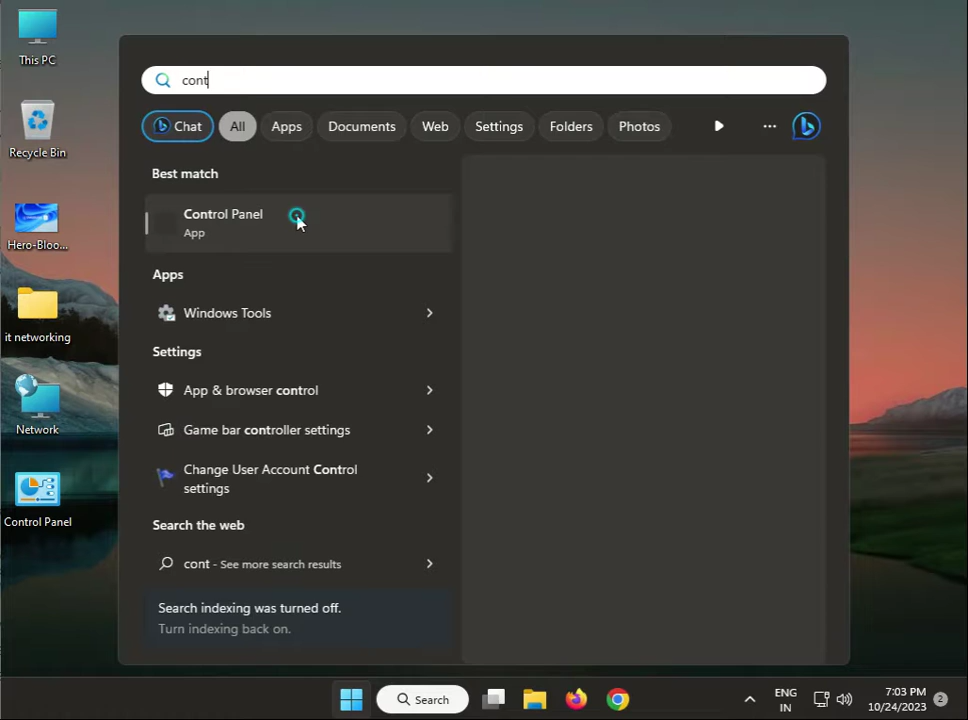 This PC
Recycle Bin
Hero-Bloo...
it networking
Network
Control Panel
cont
Chat
All
Apps
Documents
Web
Settings
Folders
Photos
Best match
Control Panel
App
Apps
Windows Tools
Settings
App & browser control
Game bar controller settings
Change User Account Control
settings
Search the web
cont - See more search results
Search indexing was turned off.
Turn indexing back on.
Search
ENG
IN
7:03 PM
10/24/2023
2